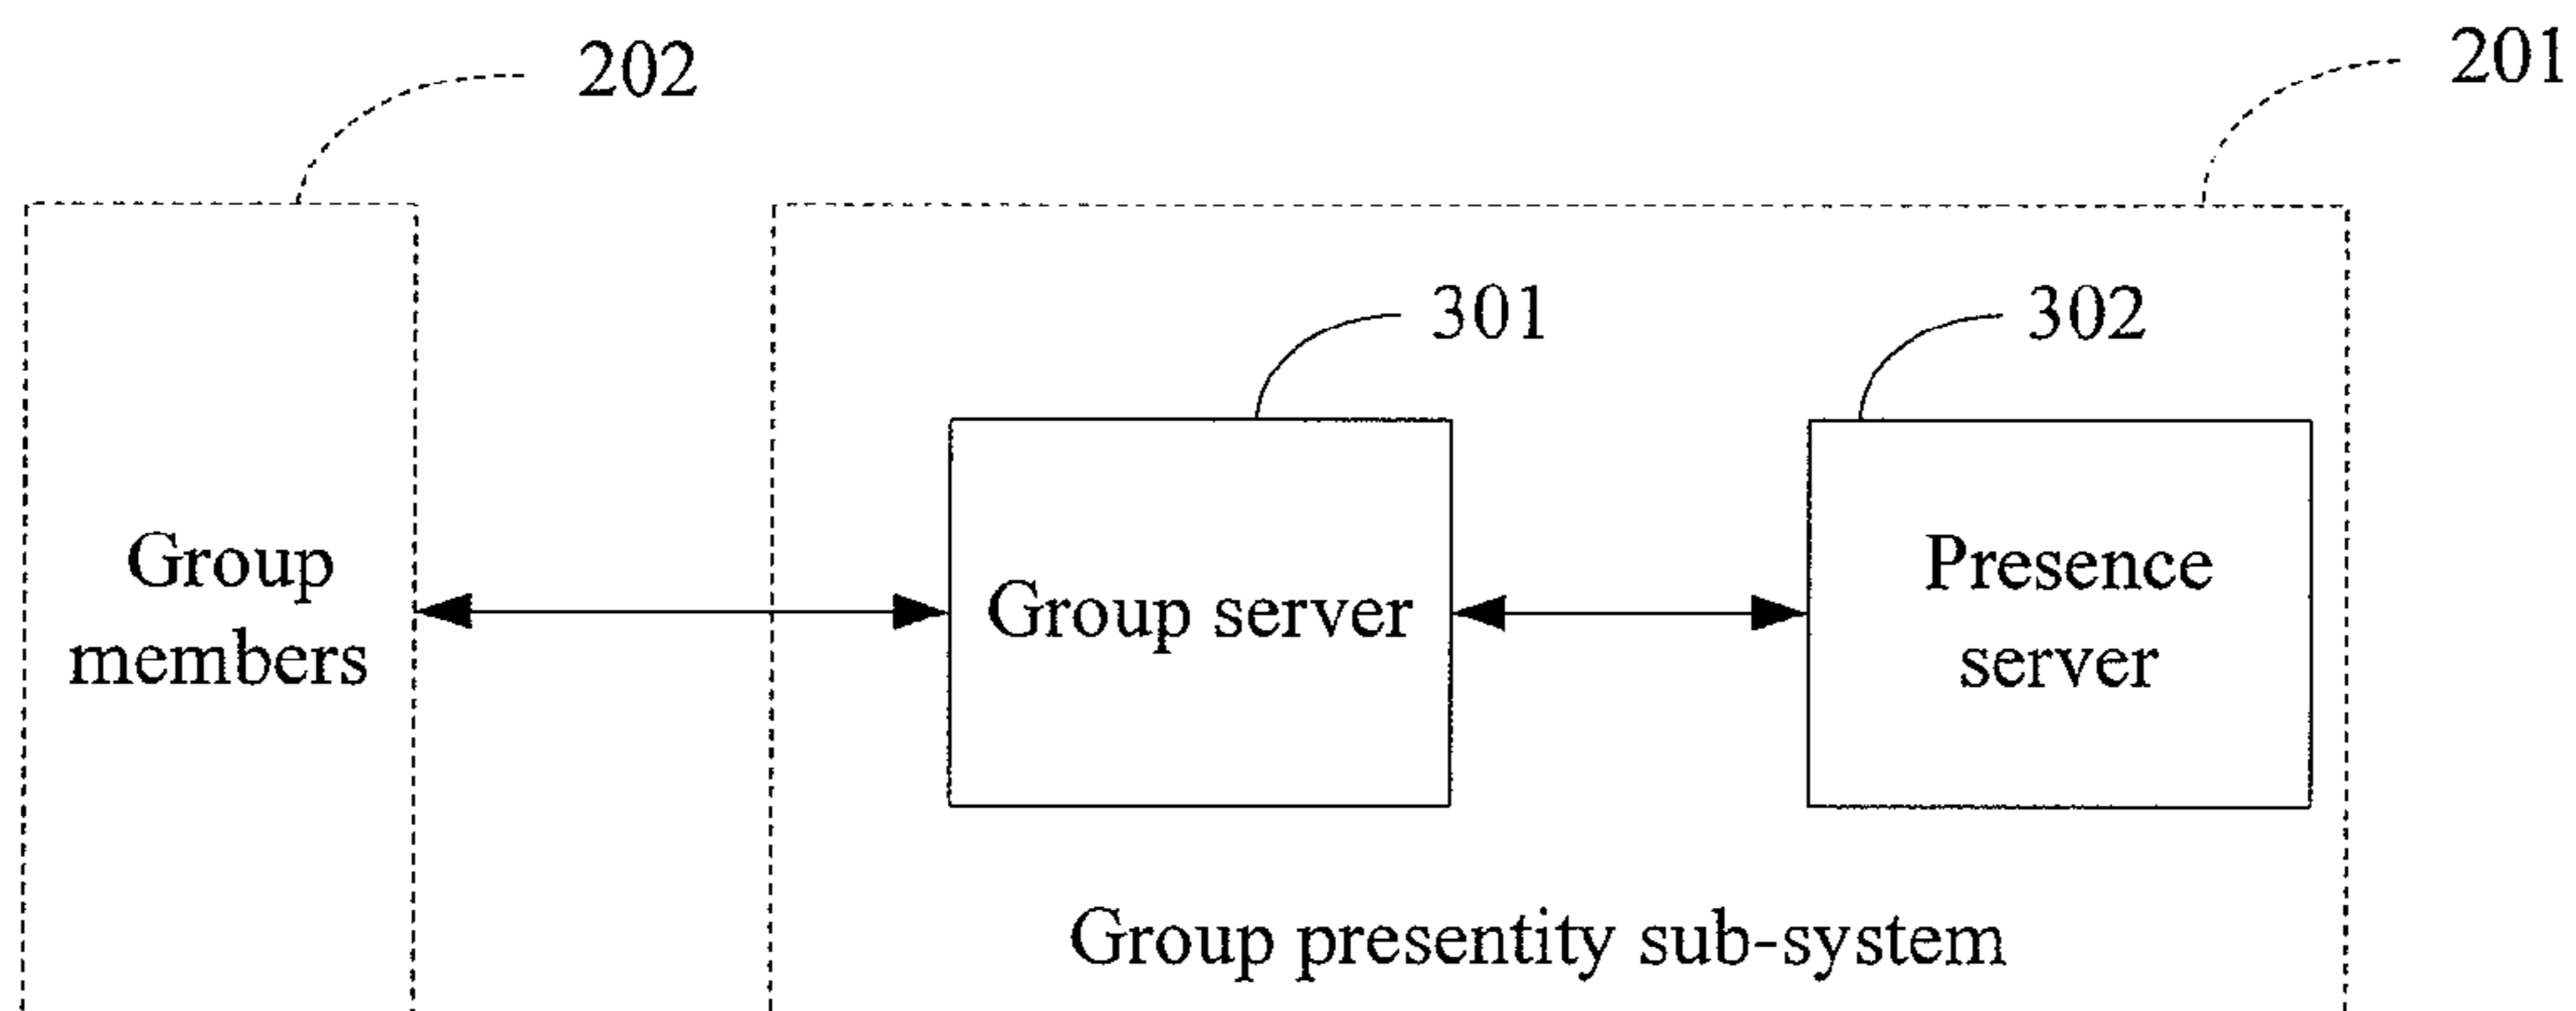 202
201
301
302
Group
members
Group server
Presence
server
Group presentity sub-system